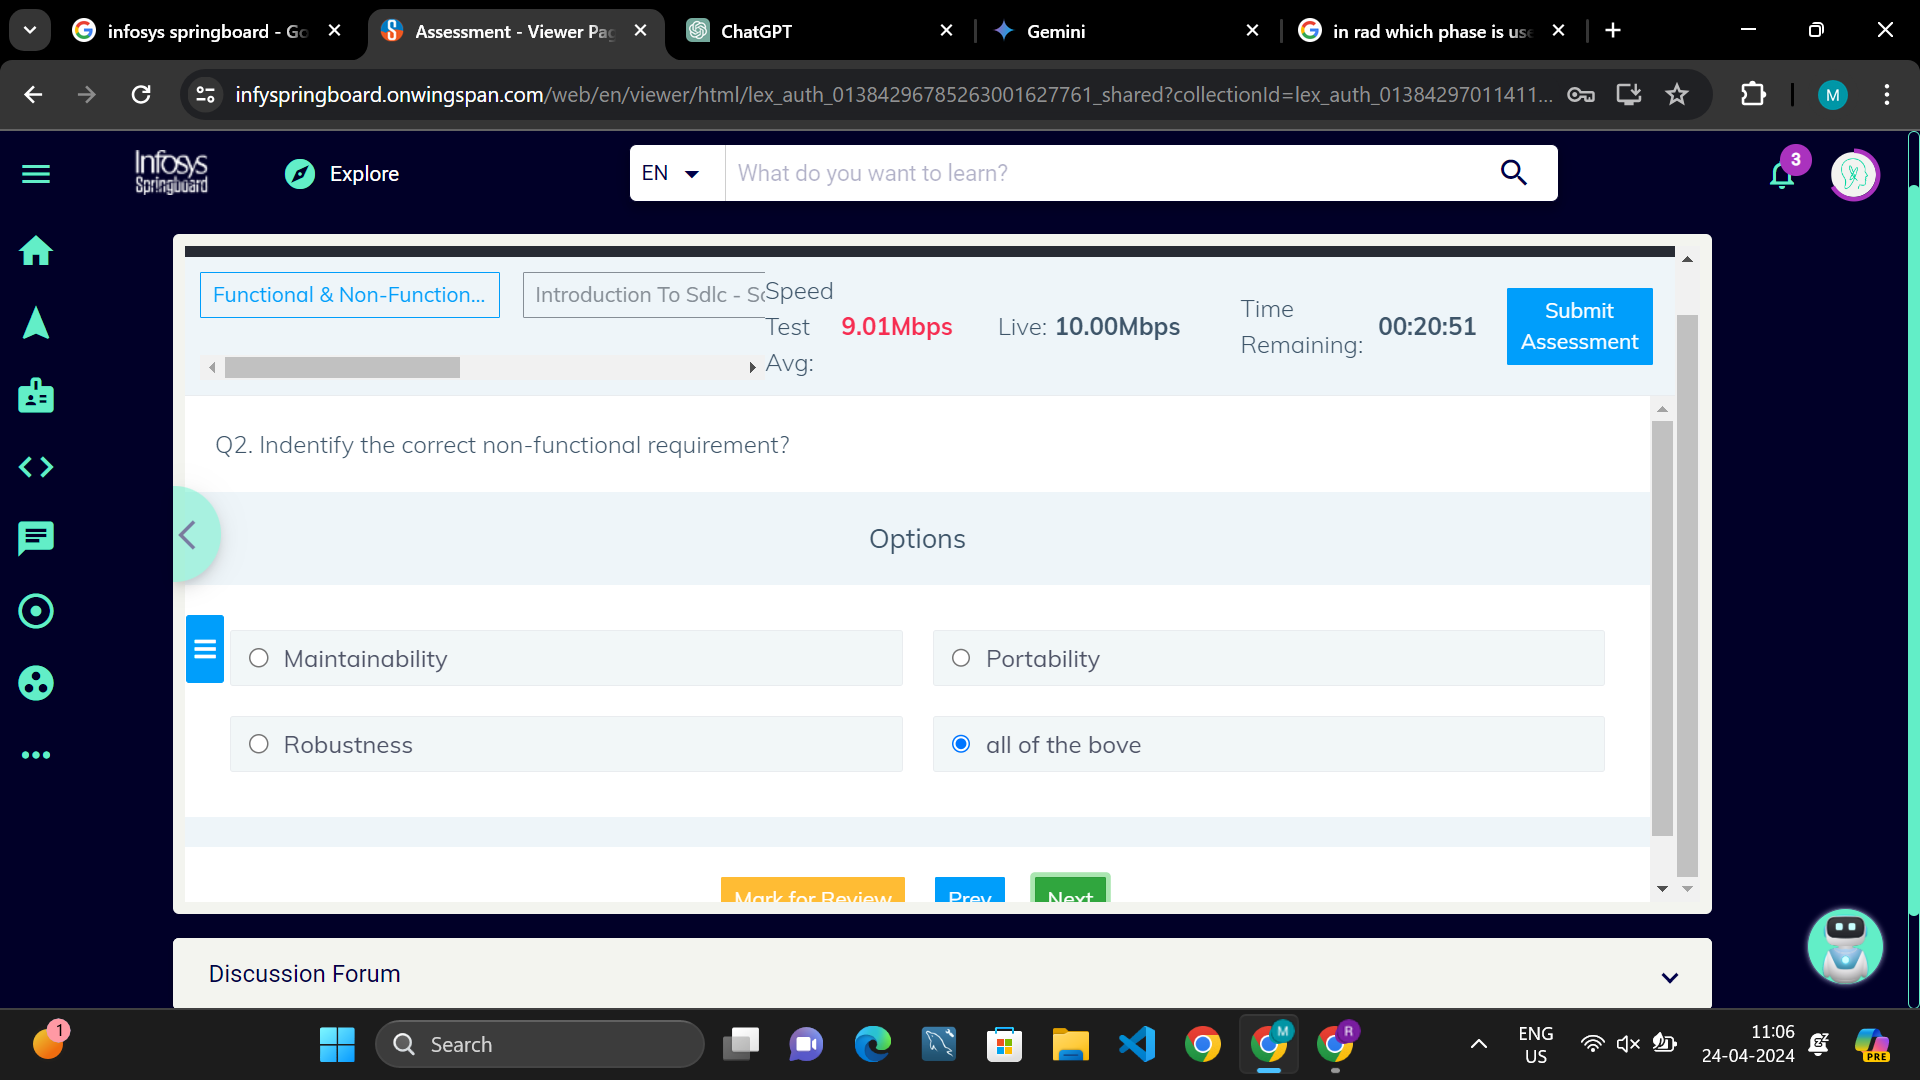 infosys springboard - Go
Assessment - Viewer Pag
ChatGPT
Gemini
in rad which phase is use
infyspringboard.onwingspan.com/web/en/viewer/html/lex_auth_01384296785263001627761_shared?collectionId=lex_auth_01384297011411...
M
Infosys
Springboard
Explore
EN
What do you want to learn?
3
Functional & Non-Function...
Introduction To Sdlc - So
Speed
Test
Avg:
9.01Mbps
Live: 10.00Mbps
Time
Remaining:
00:20:51
Submit
Assessment
Q2. Indentify the correct non-functional requirement?
Options
Maintainability
Portability
Robustness
all of the bove
Mark for Review
Prev
Next
Discussion Forum
1
Search
M
R
ENG
US
11:06
24-04-2024
PRE